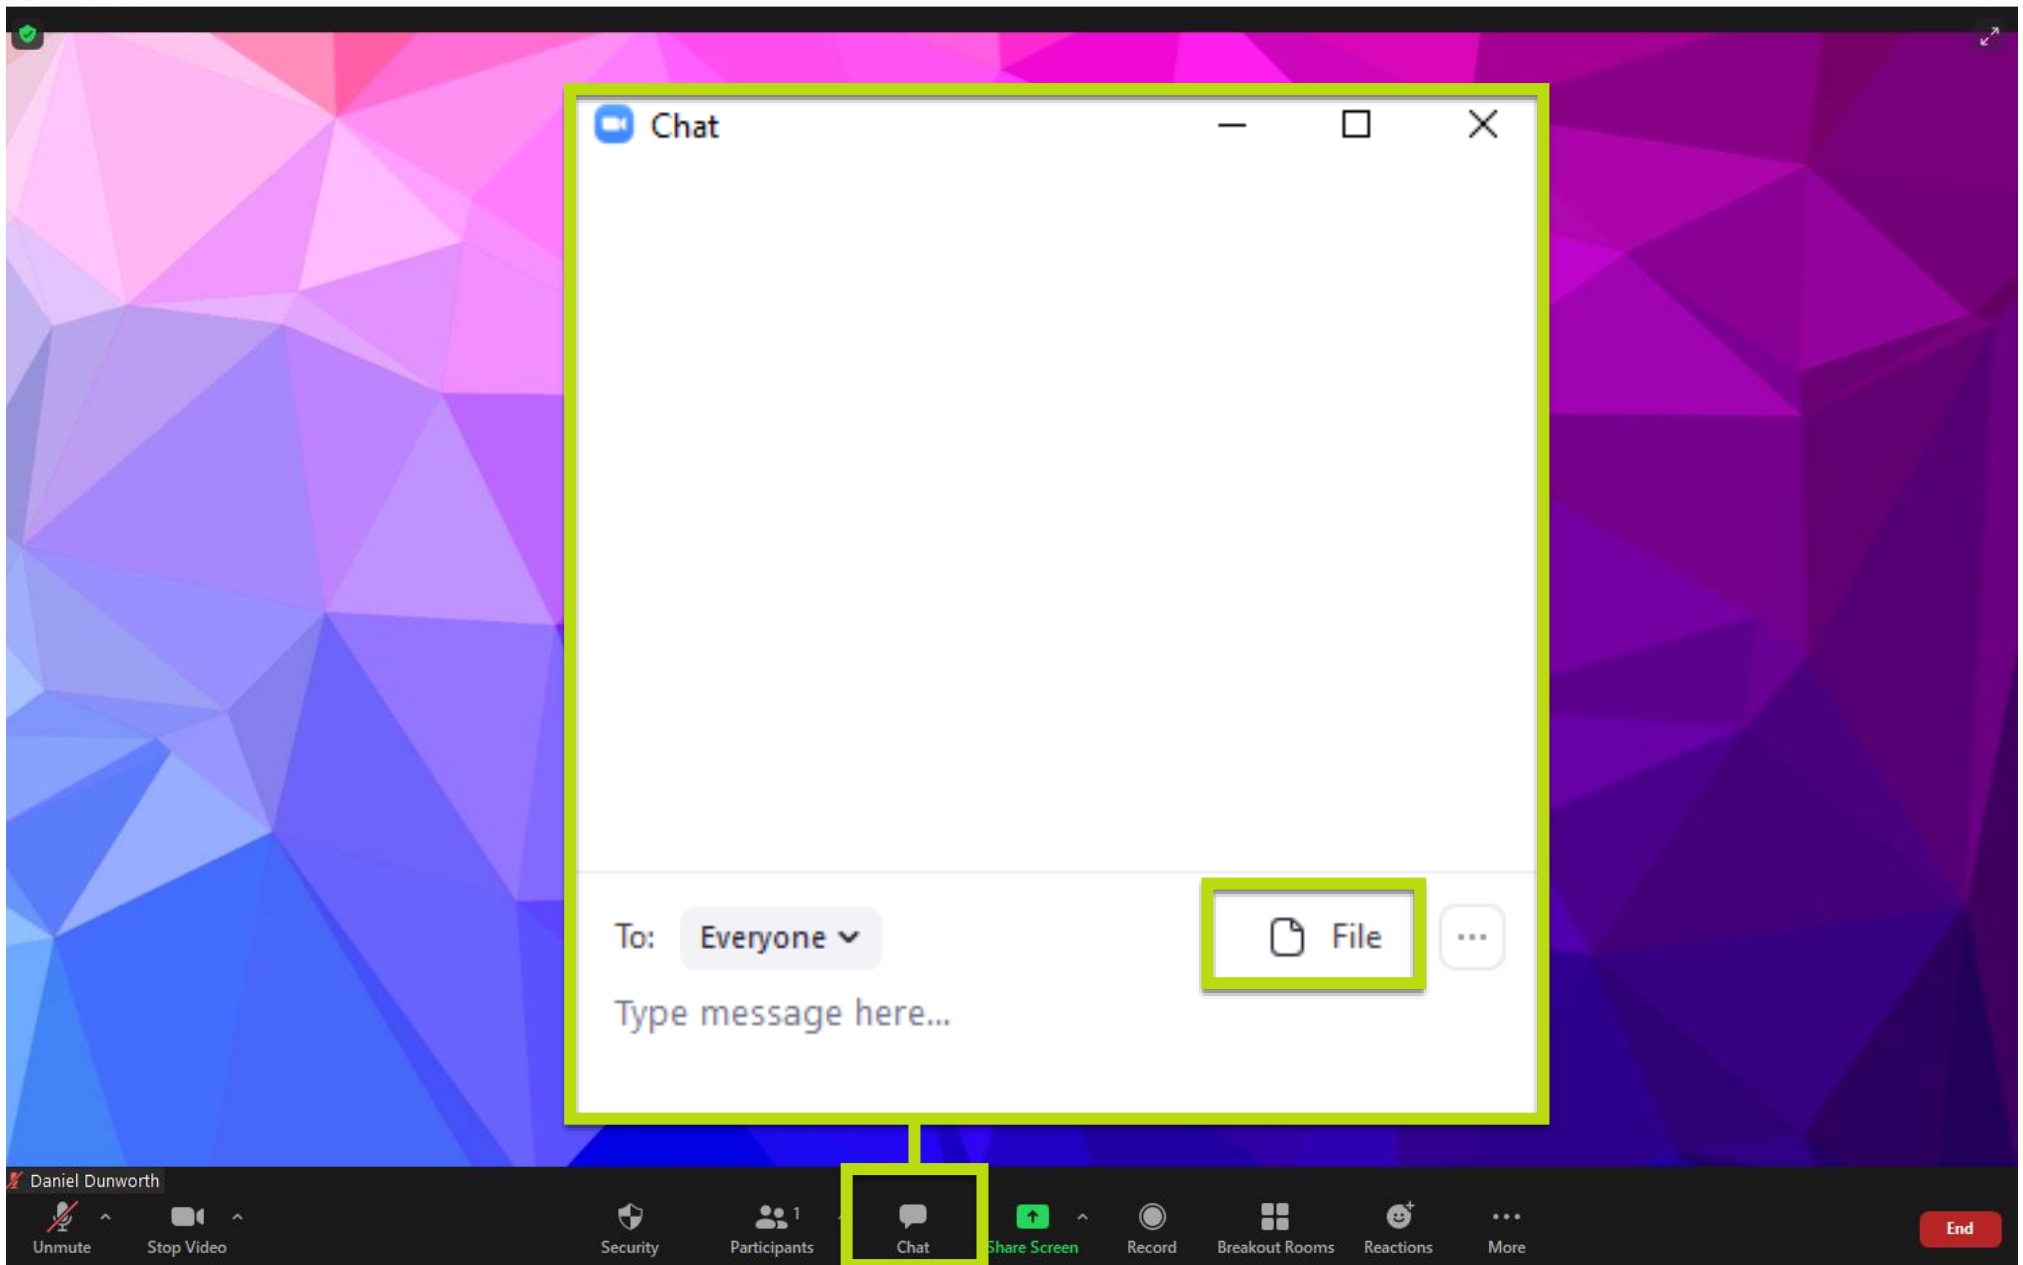 Chat
To: Everyone
File
Type message here...
Daniel Dunworth
Unmute
Stop Video
Security
1
Participants
Chat
Share Screen
Record
Breakout Rooms
Reactions
More
End